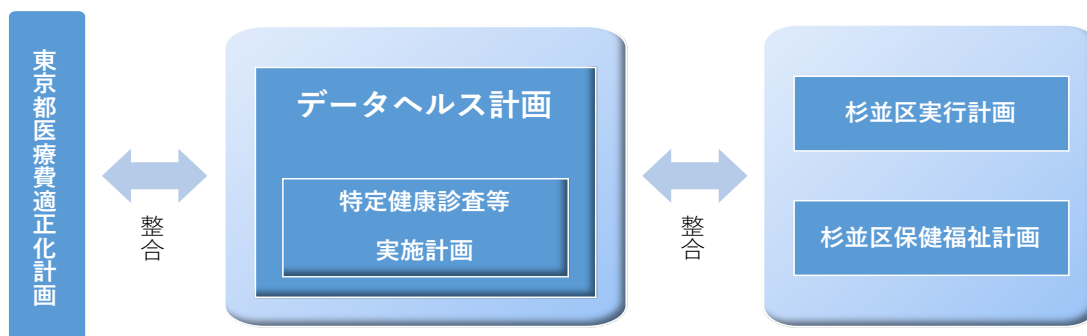 東京都医療費適正化計画
整合
データヘルス計画
特定健康診査等
実施計画
整合
杉並区実行計画
杉並区保健福祉計画